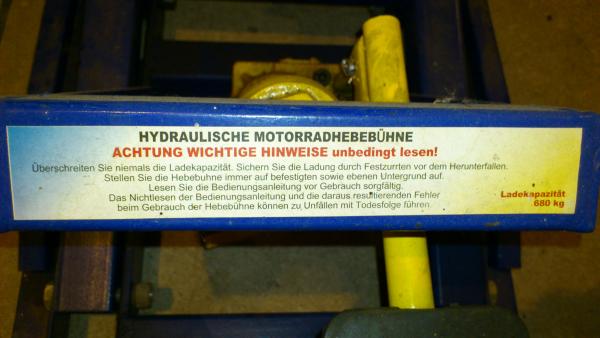 HYDRAULISCHE MOTORRADHEBEBÜHNE
ACHTUNG WICHTIGE HINWEISE unbedingt lesen!
Überschreiten Sie niemals die Ladekapazität. Sichern Sie die Ladung durch Festzurrten vor dem Herunterfallen.
Stellen Sie die Hebebuhne immer auf befestigten sowie ebenen Untergrund auf.
Lesen Sie die Bedienungsanleitung vor Gebrauch sorgfältig.
Das Nichtlesen der Bedienungsanleitung und die daraus resultierenden Fehler
beim Gebrauch der Hebebühne können zu Unfällen mit Todesfolge führen.
Ladekapazität
680 kg